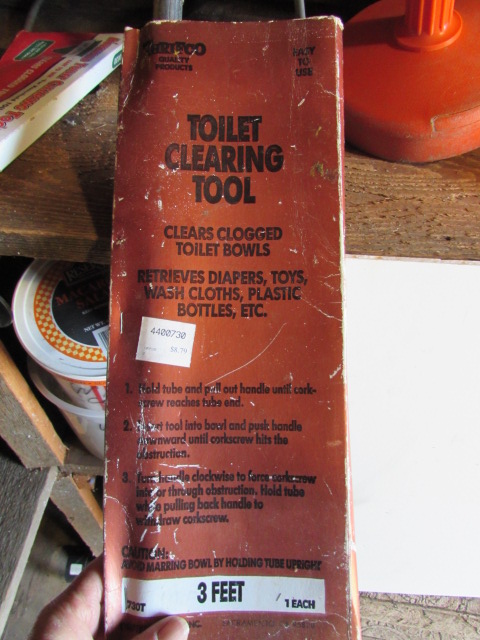 QUALITY
PRODUCTS
EASY
TO
USE
TOILET
CLEARING
TOOL
CLEARS CLOGGED
TOILET BOWLS
RETRIEVES DIAPERS, TOYS,
WASH CLOTHS, PLASTIC
BOTTLES, ETC.
4400730
1. Hold tube and pull out handle until cork-
screw reaches tube end.
2. Insert tool into bowl and push handle
downward until corkscrew hits the
obstruction.
3. Turn handle clockwise to force corkscrew
into or through obstruction. Hold tube
while pulling back handle to
withdraw corkscrew.
CAUTION:
AVOID MARRING BOWL BY HOLDING TUBE UPRIGHT
730T
3 FEET
1 EACH
INC